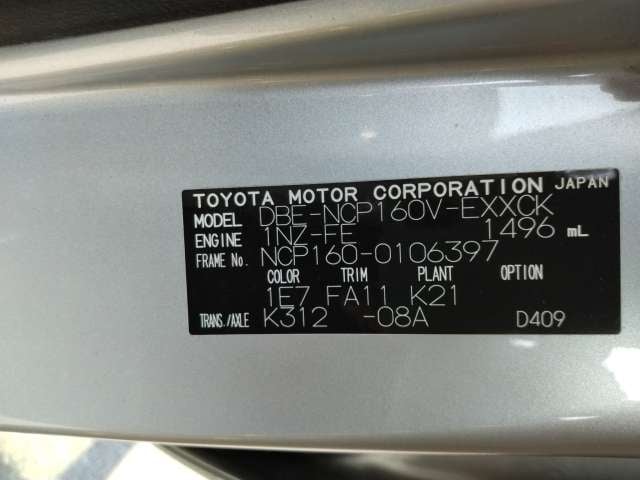 TOYOTA MOTOR CORPORATION JAPAN
MODEL DBE-NCP160V-EXXCK
ENGINE 1NZ-FE 1496 mL
FRAME No. NCP160-0106397
COLOR TRIM PLANT OPTION
1E7 FA11 K21
TRANS./AXLE K312 -08A D409